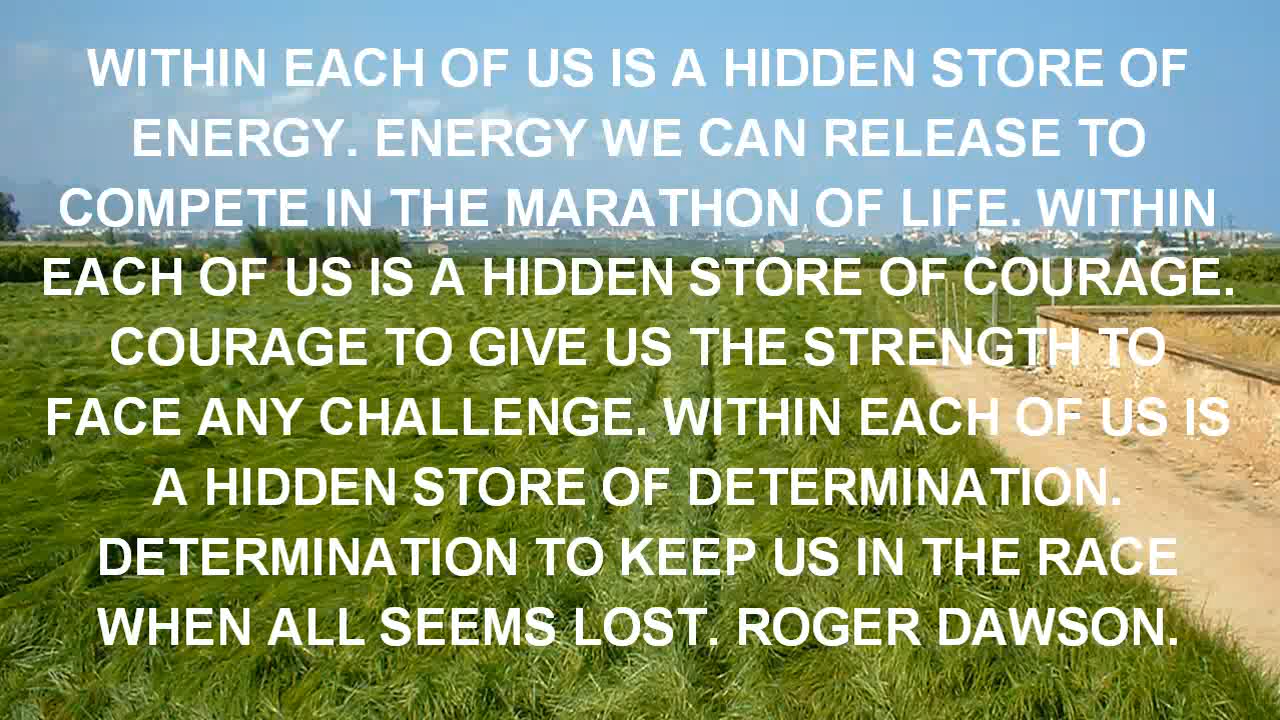 WITHIN EACH OF US IS A HIDDEN STORE OF
ENERGY. ENERGY WE CAN RELEASE TO
COMPETE IN THE MARATHON OF LIFE. WITHIN
EACH OF US IS A HIDDEN STORE OF COURAGE.
COURAGE TO GIVE US THE STRENGTH TO
FACE ANY CHALLENGE. WITHIN EACH OF US IS
A HIDDEN STORE OF DETERMINATION.
DETERMINATION TO KEEP US IN THE RACE
WHEN ALL SEEMS LOST. ROGER DAWSON.